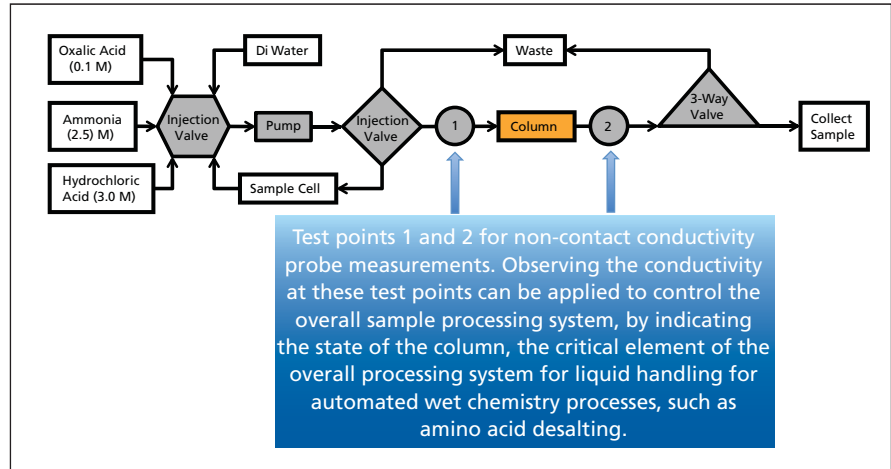 Oxalic Acid
(0.1 M)
Di Water
Waste
Ammonia
(2.5) M)
Injection
Valve
Pump
Injection
Valve
1
Column
2
3-Way
Valve
Collect
Sample
Hydrochloric
Acid (3.0 M)
Sample Cell
Test points 1 and 2 for non-contact conductivity
probe measurements. Observing the conductivity
at these test points can be applied to control the
overall sample processing system, by indicating
the state of the column, the critical element of the
overall processing system for liquid handling for
automated wet chemistry processes, such as
amino acid desalting.